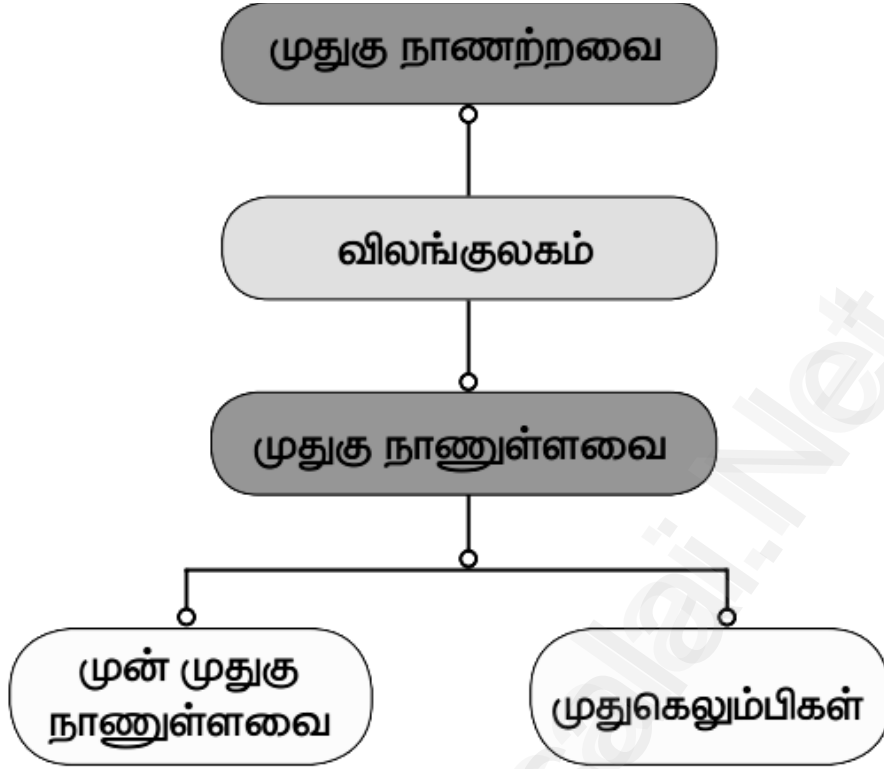 முதுகு நாணற்றவை
விலங்குலகம்
முதுகு நாணுள்ளவை
முன் முதுகு
நாணுள்ளவை
முதுகெலும்பிகள்